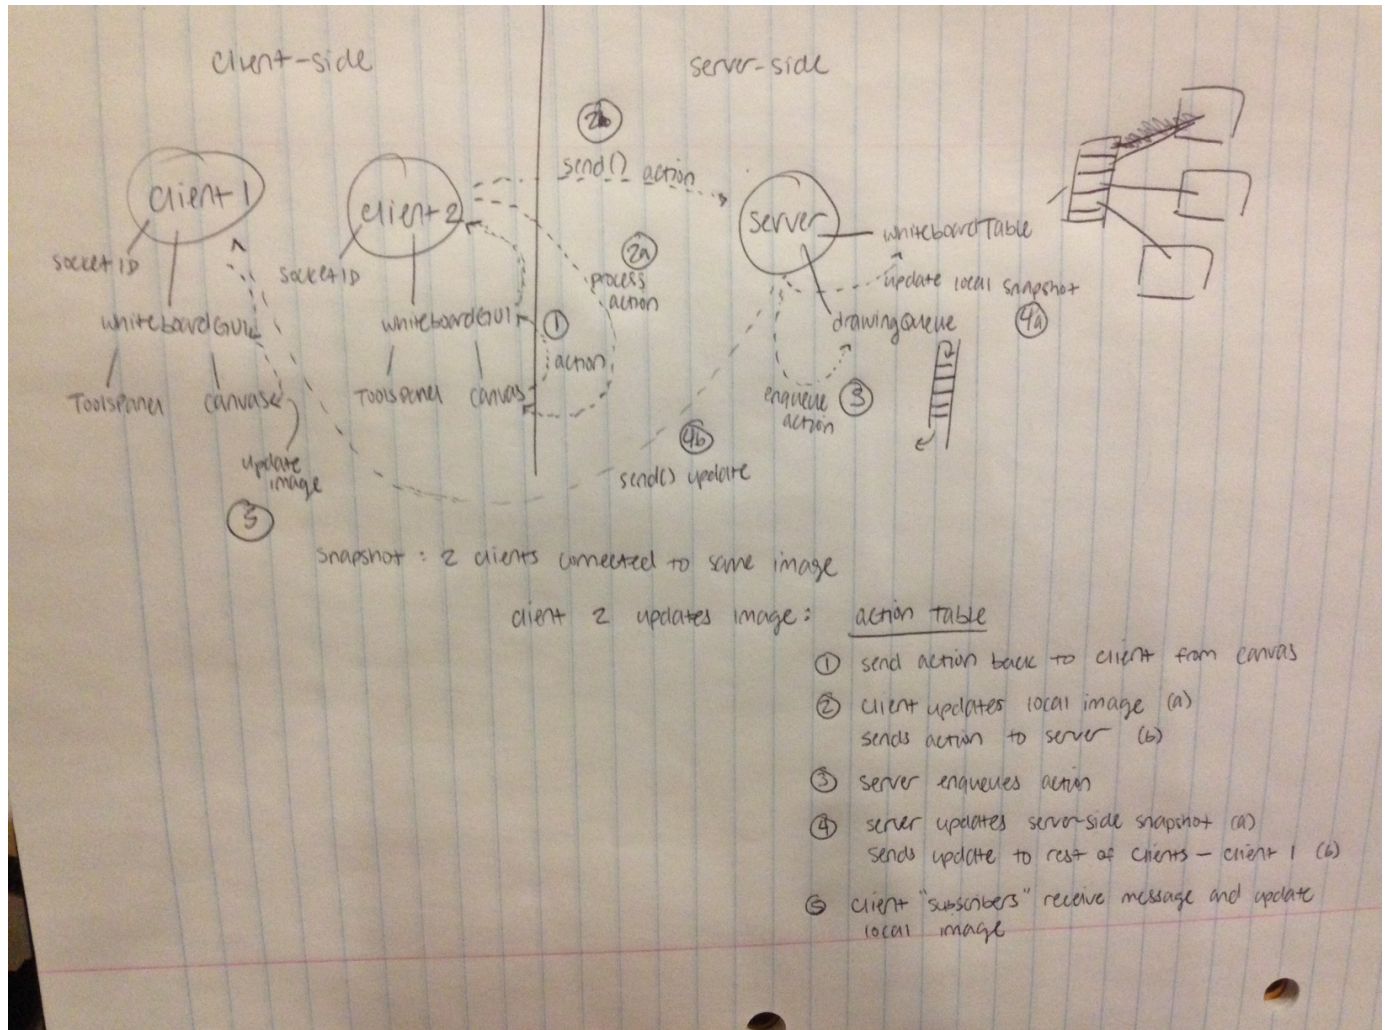 client-side
server-side
2b
send() action
client 1
client 2
server
whiteboardTable
socket ID
socket ID
2a
process
action
update local snapshot
4a
whiteboardGUI
whiteboardGUI
1
action
drawingQueue
ToolsPanel
canvas
ToolsPanel
canvas
enqueue
action
3
4b
send() update
update
image
5
snapshot : 2 clients connected to same image
client 2 updates image :
action table
1 send action back to client from canvas
2 client updates local image (a)
sends action to server (b)
3 server enqueues action
4 server updates server-side snapshot (a)
sends update to rest of clients – client 1 (b)
5 client "subscribers" receive message and update
local image